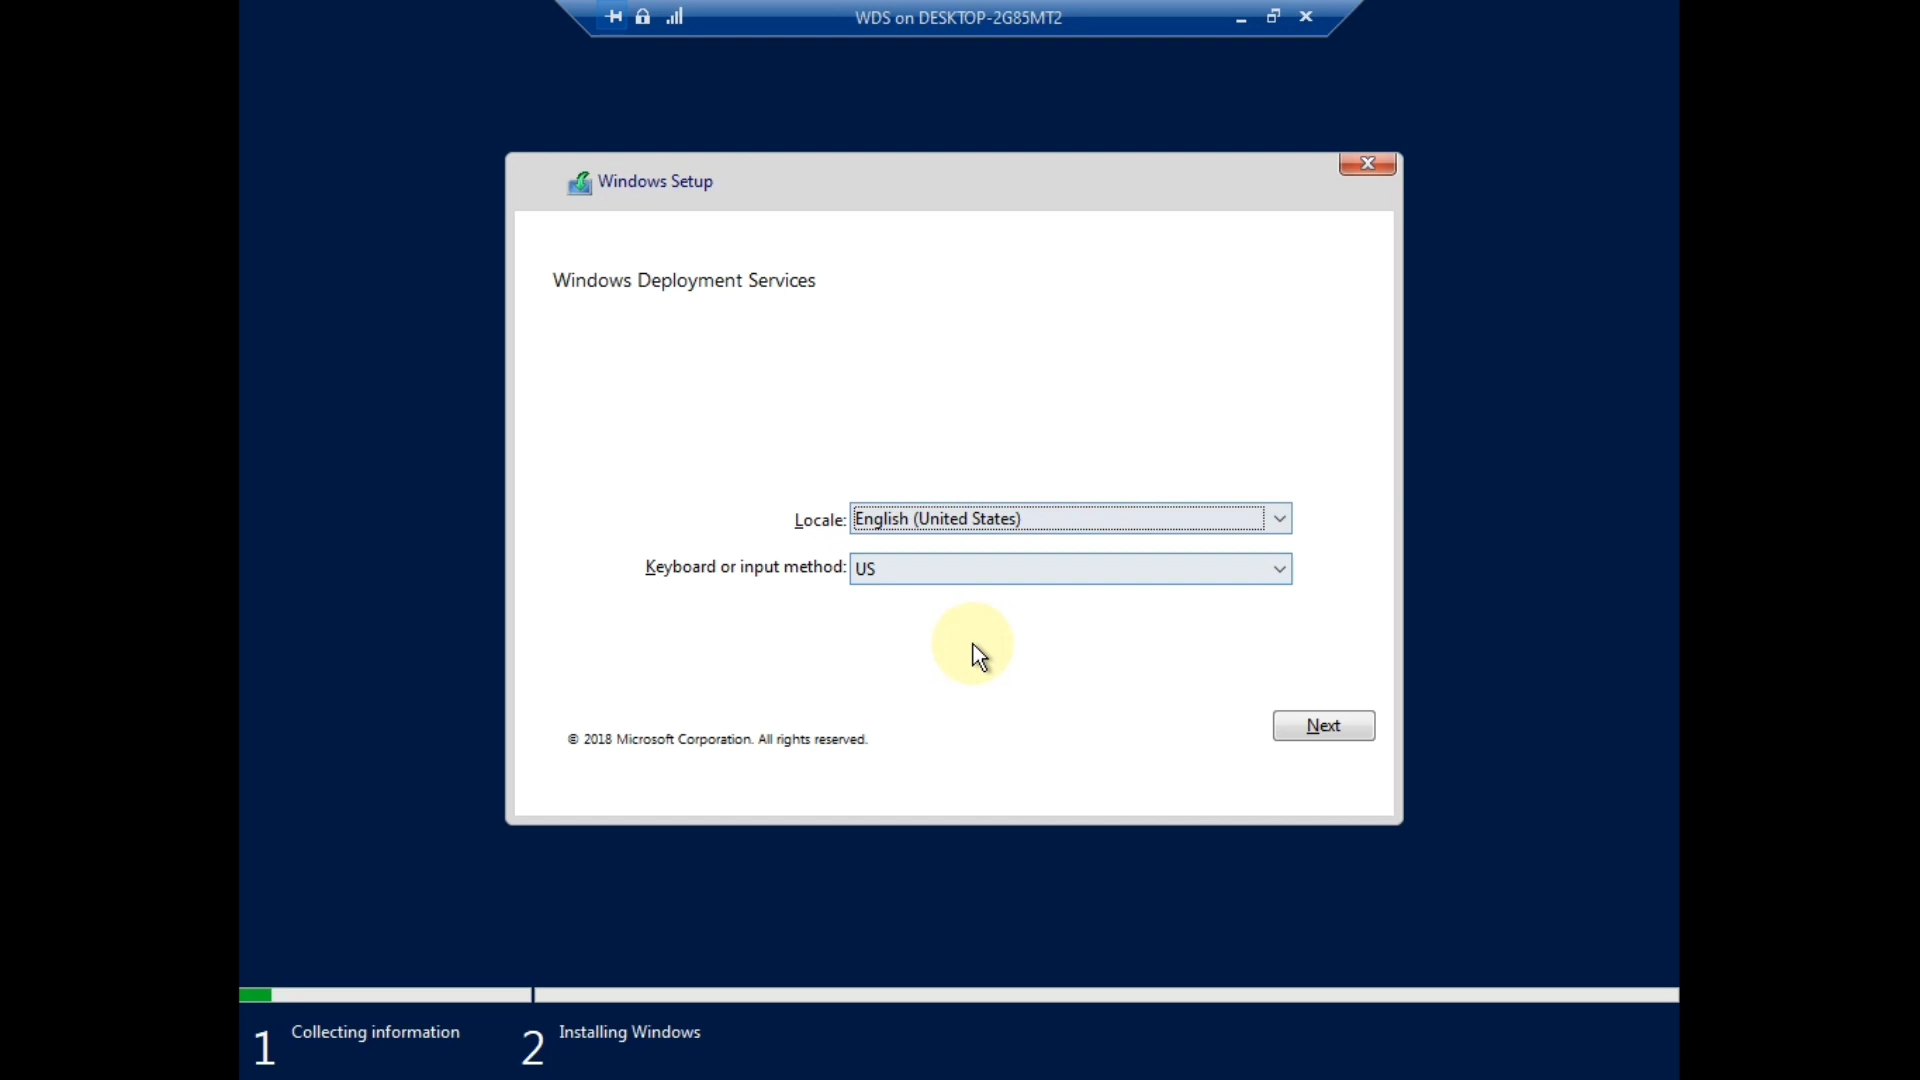 WDS on DESKTOP-2G85MT2
Windows Setup
Windows Deployment Services
Locale: English (United States)
Keyboard or input method: US
Next
© 2018 Microsoft Corporation. All rights reserved.
1 Collecting information
2 Installing Windows